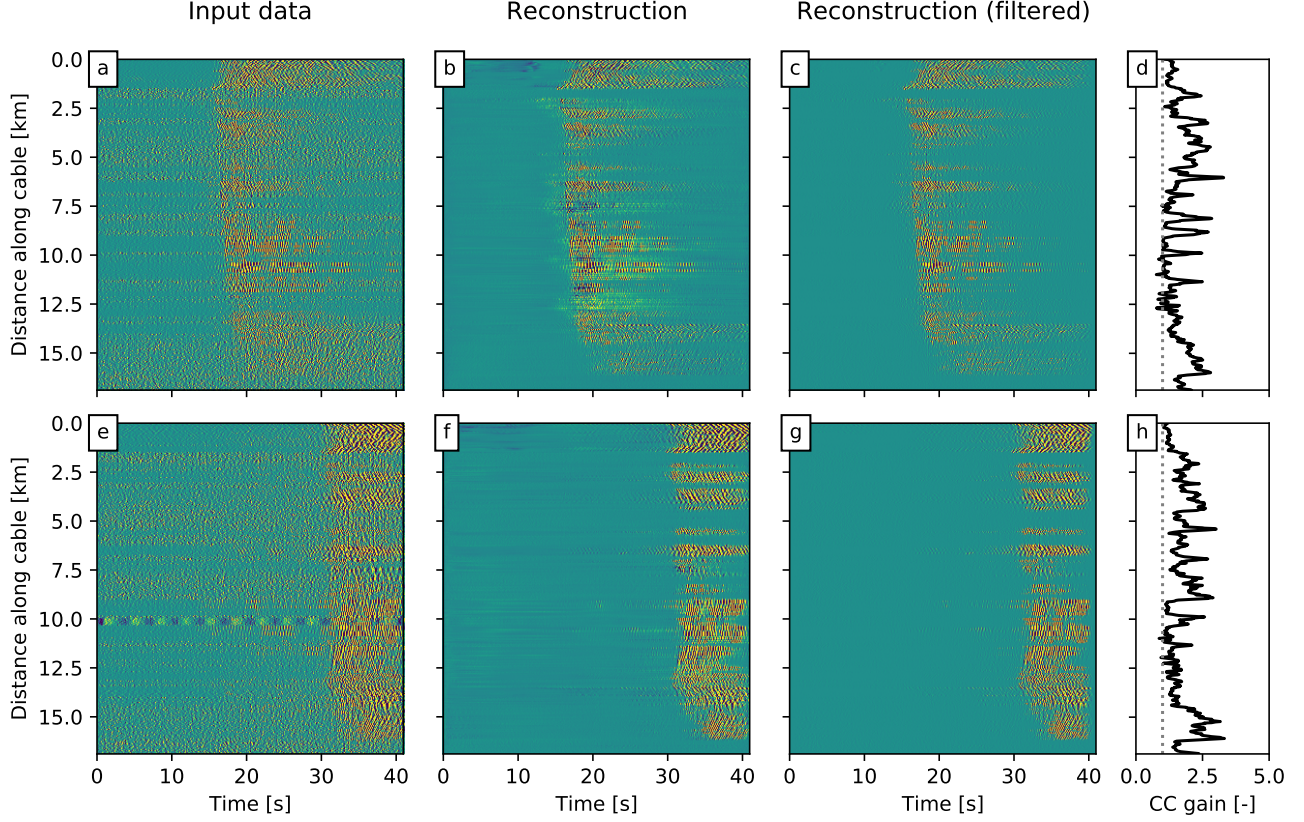 Input data
Reconstruction
Reconstruction (filtered)
a
b
c
d
0.0
2.5
5.0
7.5
10.0
12.5
15.0
Distance along cable [km]
e
f
g
h
0.0
2.5
5.0
7.5
10.0
12.5
15.0
Distance along cable [km]
0 10 20 30 40
0 10 20 30 40
0 10 20 30 40
0.0 2.5 5.0
Time [s]
Time [s]
Time [s]
CC gain [-]